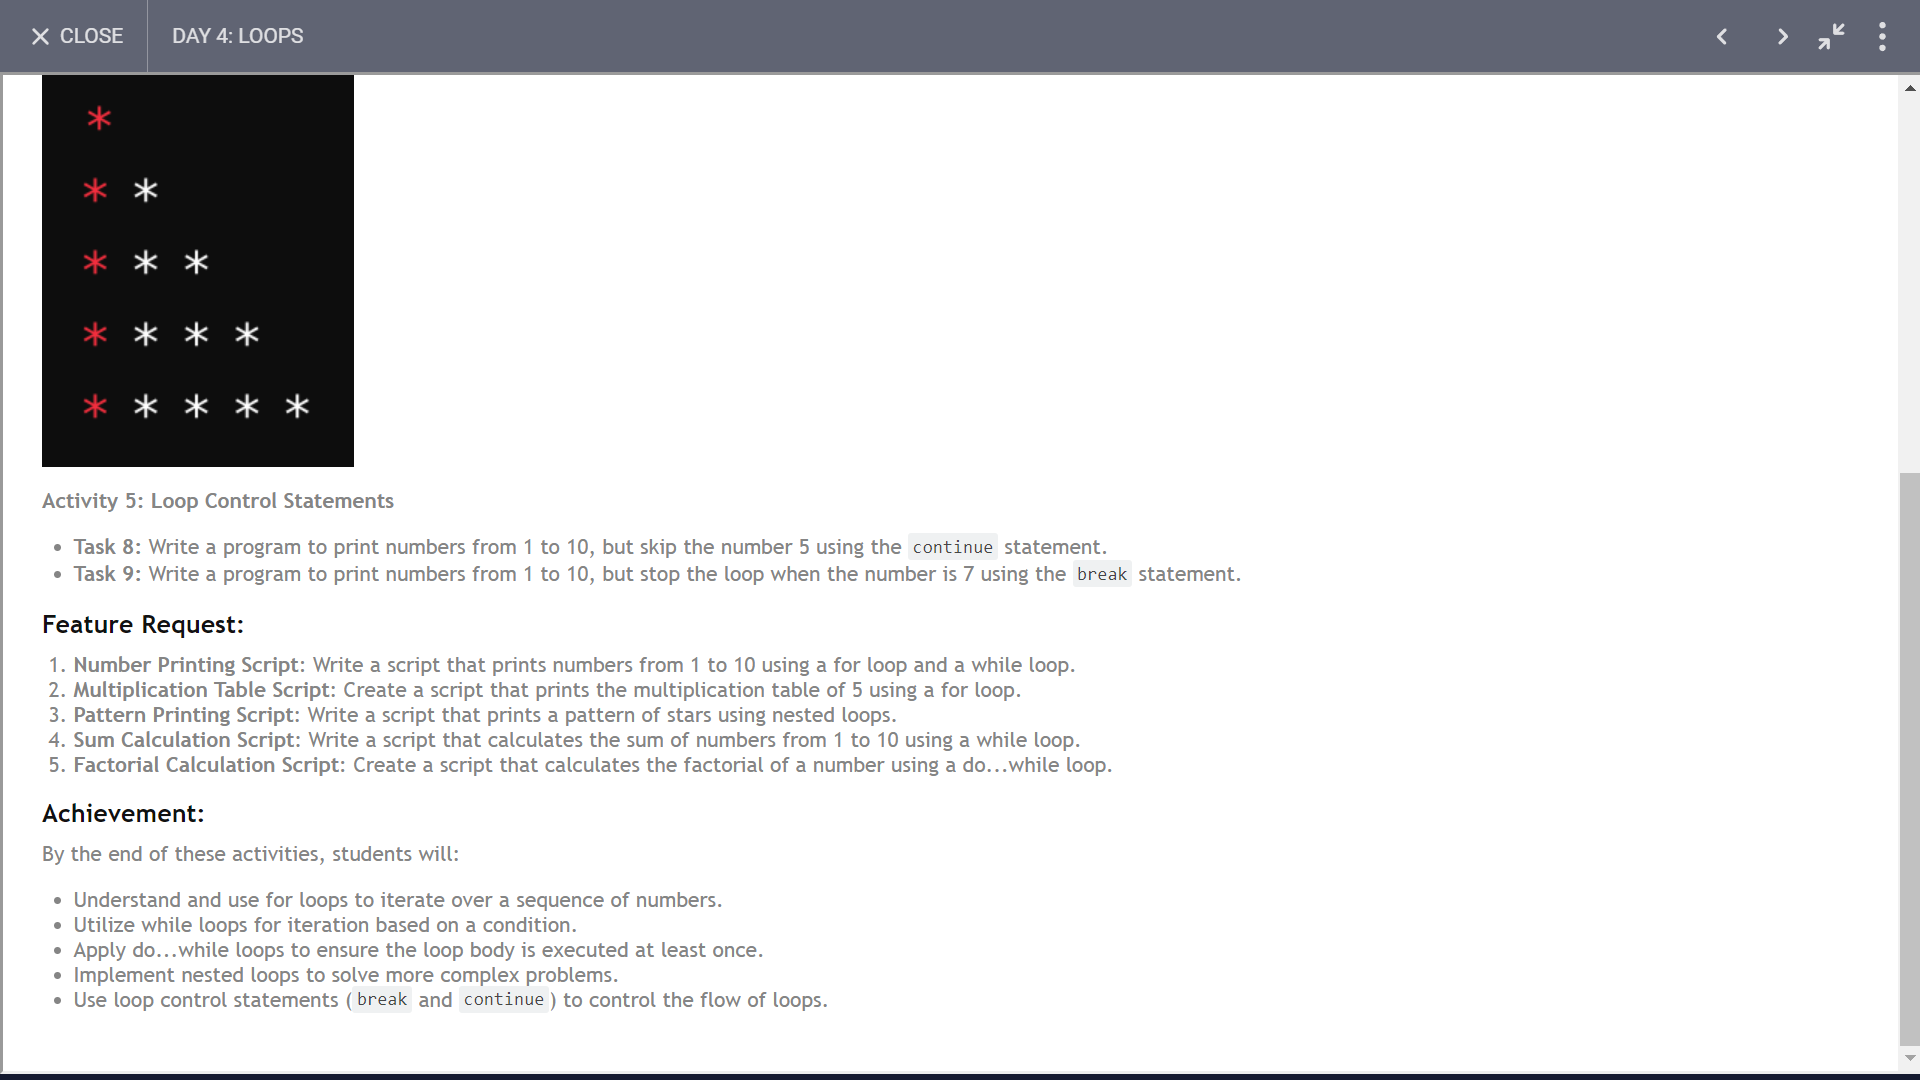 CLOSE DAY 4: LOOPS
*
* *
* * *
* * * *
* * * * *
Activity 5: Loop Control Statements
• Task 8: Write a program to print numbers from 1 to 10, but skip the number 5 using the continue statement.
• Task 9: Write a program to print numbers from 1 to 10, but stop the loop when the number is 7 using the break statement.
Feature Request:
1. Number Printing Script: Write a script that prints numbers from 1 to 10 using a for loop and a while loop.
2. Multiplication Table Script: Create a script that prints the multiplication table of 5 using a for loop.
3. Pattern Printing Script: Write a script that prints a pattern of stars using nested loops.
4. Sum Calculation Script: Write a script that calculates the sum of numbers from 1 to 10 using a while loop.
5. Factorial Calculation Script: Create a script that calculates the factorial of a number using a do...while loop.
Achievement:
By the end of these activities, students will:
• Understand and use for loops to iterate over a sequence of numbers.
• Utilize while loops for iteration based on a condition.
• Apply do...while loops to ensure the loop body is executed at least once.
• Implement nested loops to solve more complex problems.
• Use loop control statements (break and continue) to control the flow of loops.